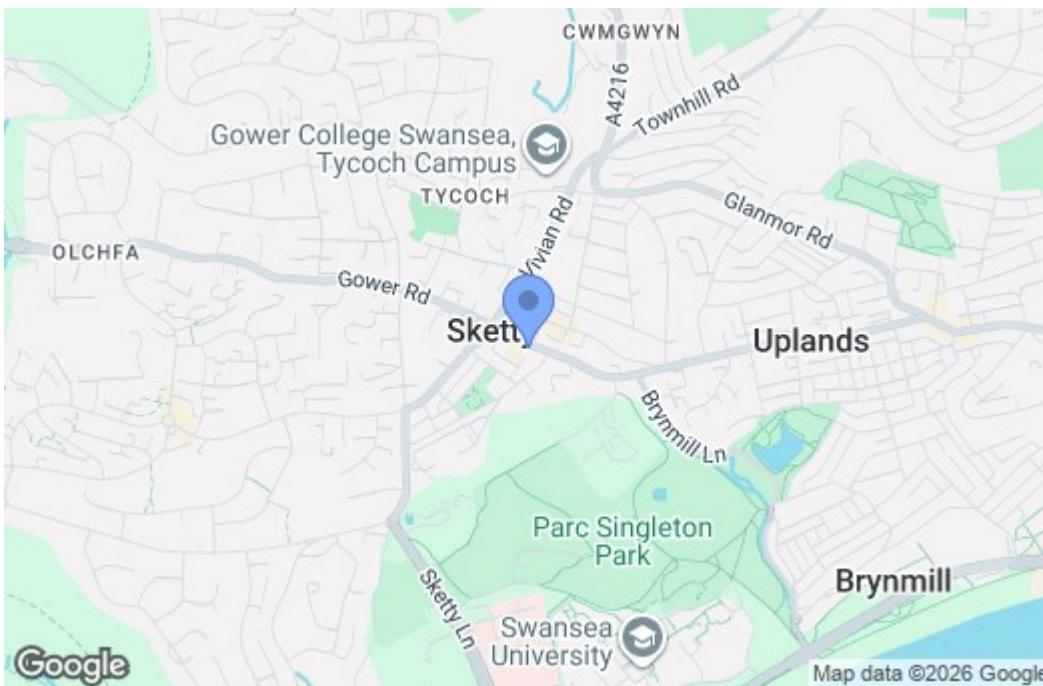 CWMGWYN
A4216
Townhill Rd
Gower College Swansea,
Tycoch Campus
TYCOCH
Vivian Rd
Glanmor Rd
OLCHFA
Gower Rd
Sketty
Uplands
Brynmill Ln
Parc Singleton
Park
Brynmill
Sketty Ln
Swansea
University
Google
Map data ©2026 Google